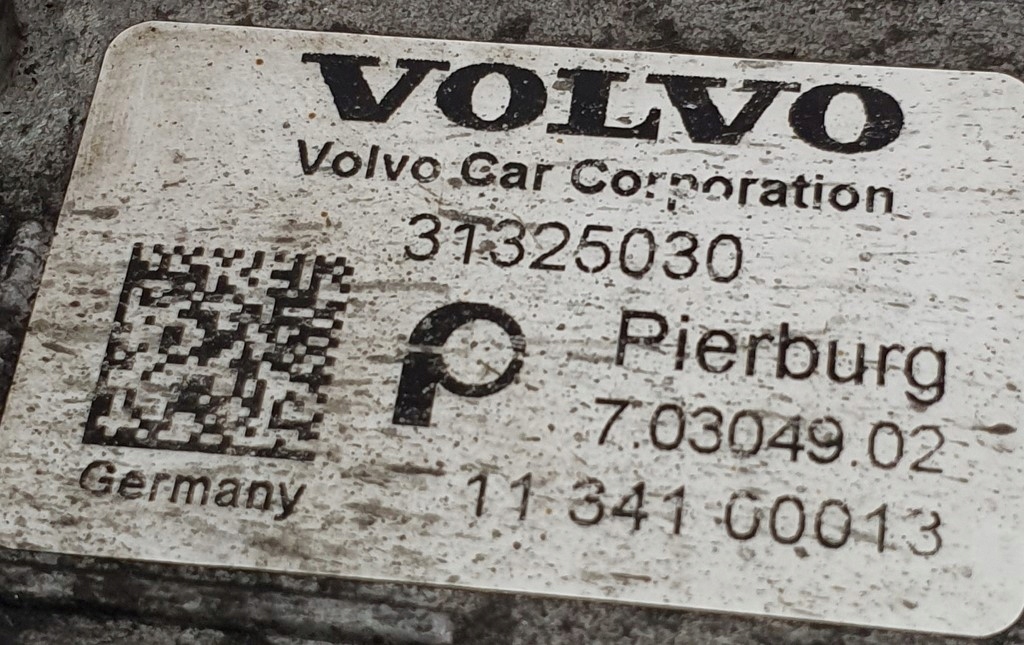 VOLVO
Volvo Car Corporation
31325030
Pierburg
7.03049.02
Germany
11 341 00013